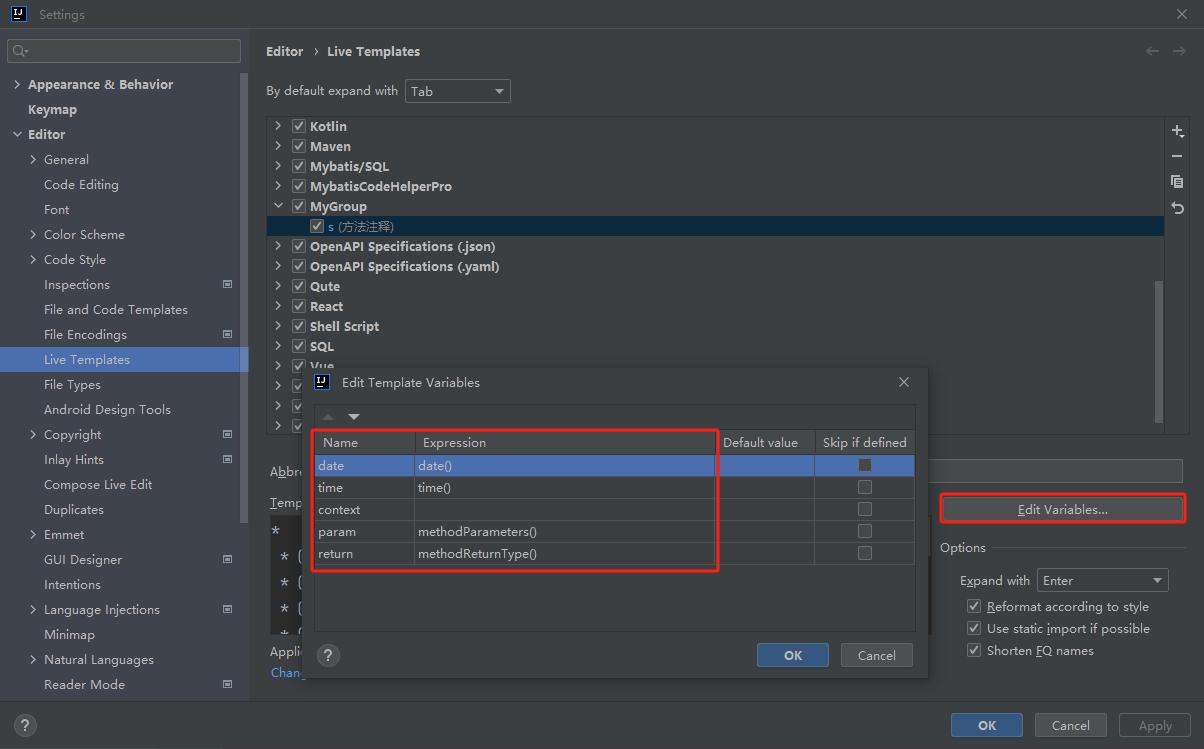 Settings
Appearance & Behavior
Keymap
Editor
General
Code Editing
Font
Color Scheme
Code Style
Inspections
File and Code Templates
File Encodings
Live Templates
File Types
Android Design Tools
Copyright
Inlay Hints
Compose Live Edit
Duplicates
Emmet
GUI Designer
Intentions
Language Injections
Minimap
Natural Languages
Reader Mode
Editor › Live Templates
By default expand with Tab
Kotlin
Maven
Mybatis/SQL
MybatisCodeHelperPro
MyGroup
s (方法注释)
OpenAPI Specifications (.json)
OpenAPI Specifications (.yaml)
Qute
React
Shell Script
SQL
Vue
Edit Template Variables
Name Expression Default value Skip if defined
date date()
time time()
context
param methodParameters()
return methodReturnType()
? OK Cancel
Edit Variables...
Options
Expand with Enter
Reformat according to style
Use static import if possible
Shorten FQ names
? OK Cancel Apply